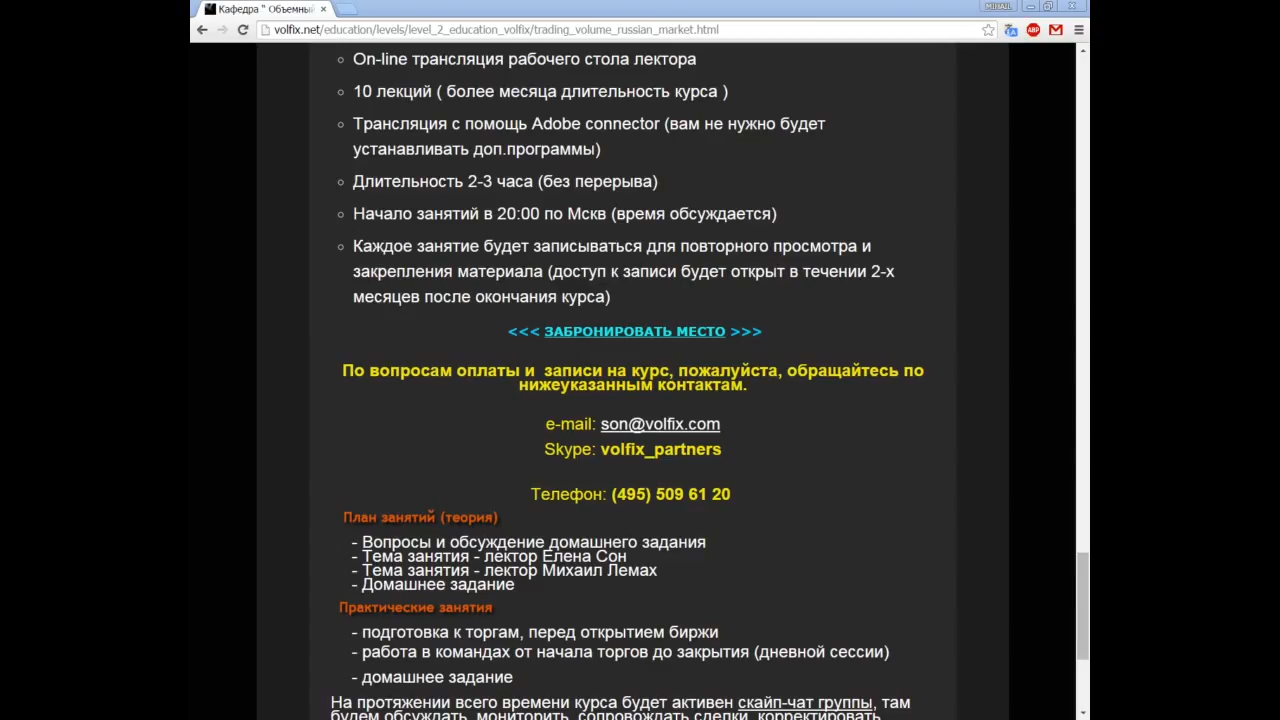 Кафедра " Объемный
MIHAIL
volfix.net/education/levels/level_2_education_volfix/trading_volume_russian_market.html
ABP
On-line трансляция рабочего стола лектора
10 лекций ( более месяца длительность курса )
Трансляция с помощь Adobe connector (вам не нужно будет
устанавливать доп.программы)
Длительность 2-3 часа (без перерыва)
Начало занятий в 20:00 по Мскв (время обсуждается)
Каждое занятие будет записываться для повторного просмотра и
закрепления материала (доступ к записи будет открыт в течении 2-х
месяцев после окончания курса)
<<< ЗАБРОНИРОВАТЬ МЕСТО >>>
По вопросам оплаты и записи на курс, пожалуйста, обращайтесь по
нижеуказанным контактам.
e-mail: son@volfix.com
Skype: volfix_partners
Телефон: (495) 509 61 20
План занятий (теория)
- Вопросы и обсуждение домашнего задания
- Тема занятия - лектор Елена Сон
- Тема занятия - лектор Михаил Лемах
- Домашнее задание
Практические занятия
- подготовка к торгам, перед открытием биржи
- работа в командах от начала торгов до закрытия (дневной сессии)
- домашнее задание
На протяжении всего времени курса будет активен скайп-чат группы, там
будем обсуждать, мониторить, сопровождать сделки, корректировать